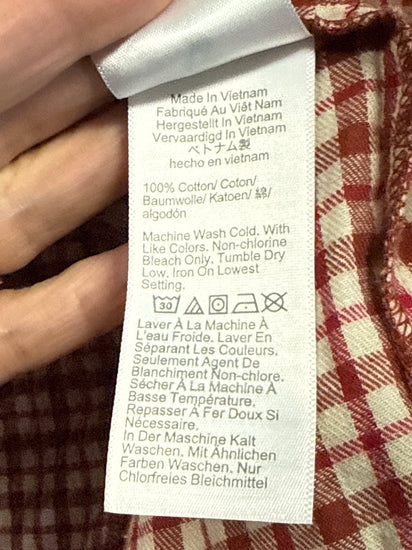 Made In Vietnam
Fabriqué Au Viêt Nam
Hergestellt In Vietnam
Vervaardigd In Vietnam
ベトナム製
hecho en vietnam
100% Cotton/ Coton/
Baumwolle/ Katoen/ 綿/
algodón
Machine Wash Cold. With
Like Colors. Non-chlorine
Bleach Only, Tumble Dry
Low, Iron On Lowest
Setting.
30
Laver À La Machine À
L'eau Froide. Laver En
Séparant Les Couleurs.
Seulement Agent De
Blanchiment Non-chlore.
Sécher À La Machine À
Basse Température.
Repasser A Fer Doux Si
Nécessaire.
In Der Maschine Kalt
Waschen. Mit Ähnlichen
Farben Waschen. Nur
Chlorfreies Bleichmittel